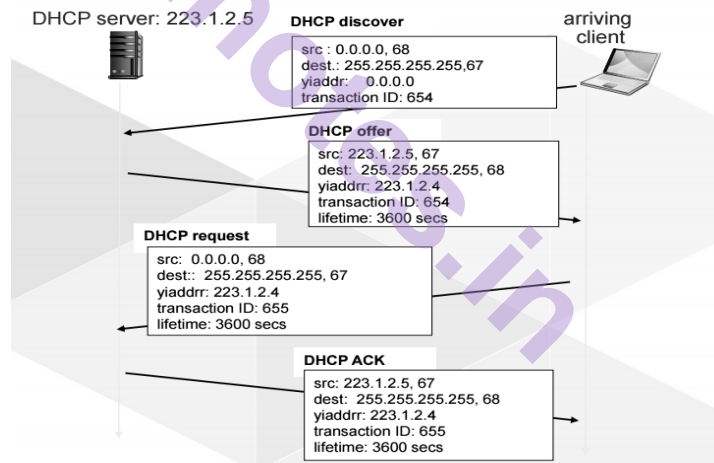 DHCP server: 223.1.2.5
DHCP discover
arriving
client
src : 0.0.0.0, 68
dest.: 255.255.255.255,67
yiaddr: 0.0.0.0
transaction ID: 654
DHCP offer
src: 223.1.2.5, 67
dest: 255.255.255.255, 68
yiaddrr: 223.1.2.4
transaction ID: 654
lifetime: 3600 secs
DHCP request
src: 0.0.0.0, 68
dest:: 255.255.255.255, 67
yiaddrr: 223.1.2.4
transaction ID: 655
lifetime: 3600 secs
DHCP ACK
src: 223.1.2.5, 67
dest: 255.255.255.255, 68
yiaddrr: 223.1.2.4
transaction ID: 655
lifetime: 3600 secs